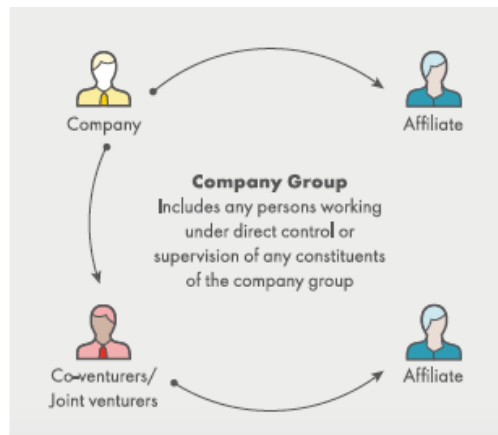 Company
Affiliate
Company Group
Includes any persons working
under direct control or
supervision of any constituents
of the company group
Co-venturers/
Joint venturers
Affiliate